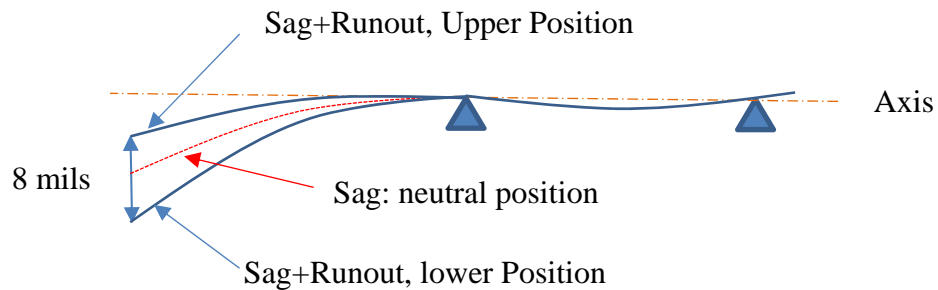 Sag+Runout, Upper Position
Axis
8 mils
Sag: neutral position
Sag+Runout, lower Position